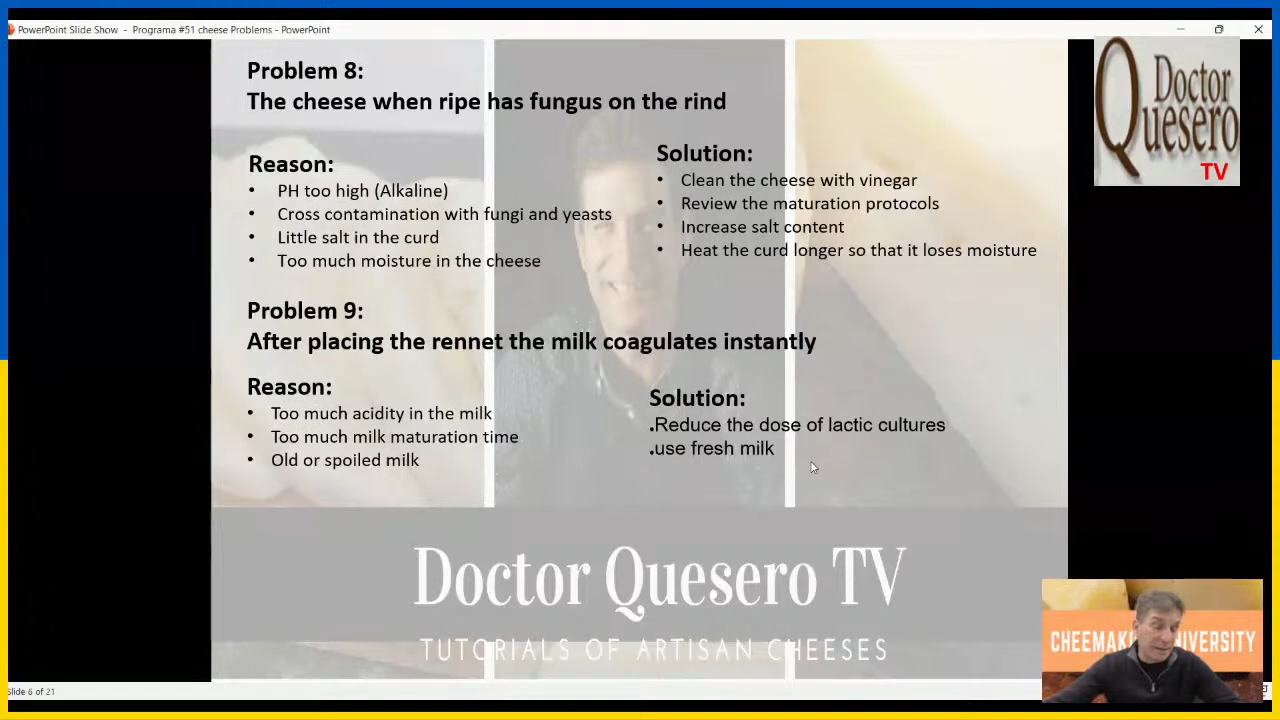 PowerPoint Slide Show - Programa #51 cheese Problems - PowerPoint
Doctor
Quesero
TV
Problem 8:
The cheese when ripe has fungus on the rind
Reason:
• PH too high (Alkaline)
• Cross contamination with fungi and yeasts
• Little salt in the curd
• Too much moisture in the cheese
Solution:
• Clean the cheese with vinegar
• Review the maturation protocols
• Increase salt content
• Heat the curd longer so that it loses moisture
Problem 9:
After placing the rennet the milk coagulates instantly
Reason:
• Too much acidity in the milk
• Too much milk maturation time
• Old or spoiled milk
Solution:
.Reduce the dose of lactic cultures
.use fresh milk
Doctor Quesero TV
TUTORIALS OF ARTISAN CHEESES
Slide 6 of 21